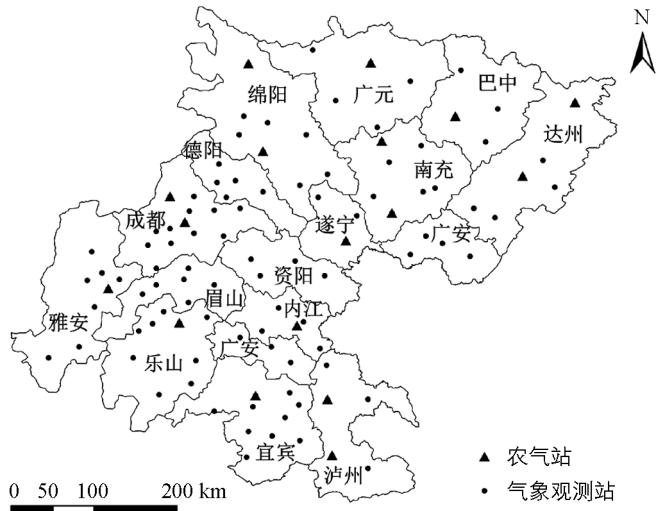 N
绵阳
广元
巴中
达州
德阳
南充
成都
遂宁
广安
资阳
眉山
内江
雅安
广安
乐山
宜宾
泸州
农气站
气象观测站
0 50 100 200 km